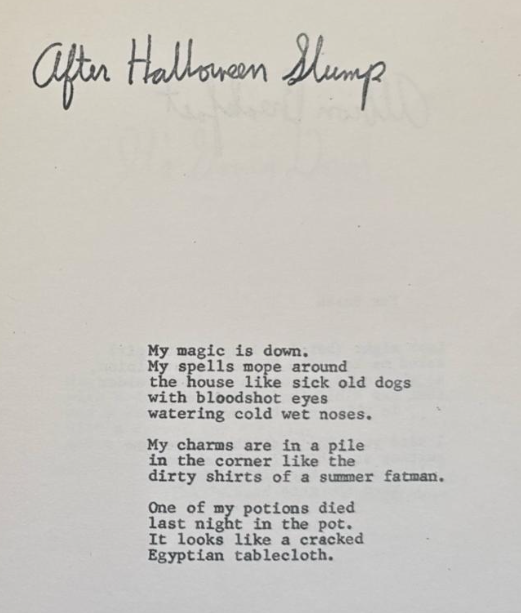 After Halloween Slump
My magic is down.
My spells mope around
the house like sick old dogs
with bloodshot eyes
watering cold wet noses.
My charms are in a pile
in the corner like the
dirty shirts of a summer fatman.
One of my potions died
last night in the pot.
It looks like a cracked
Egyptian tablecloth.